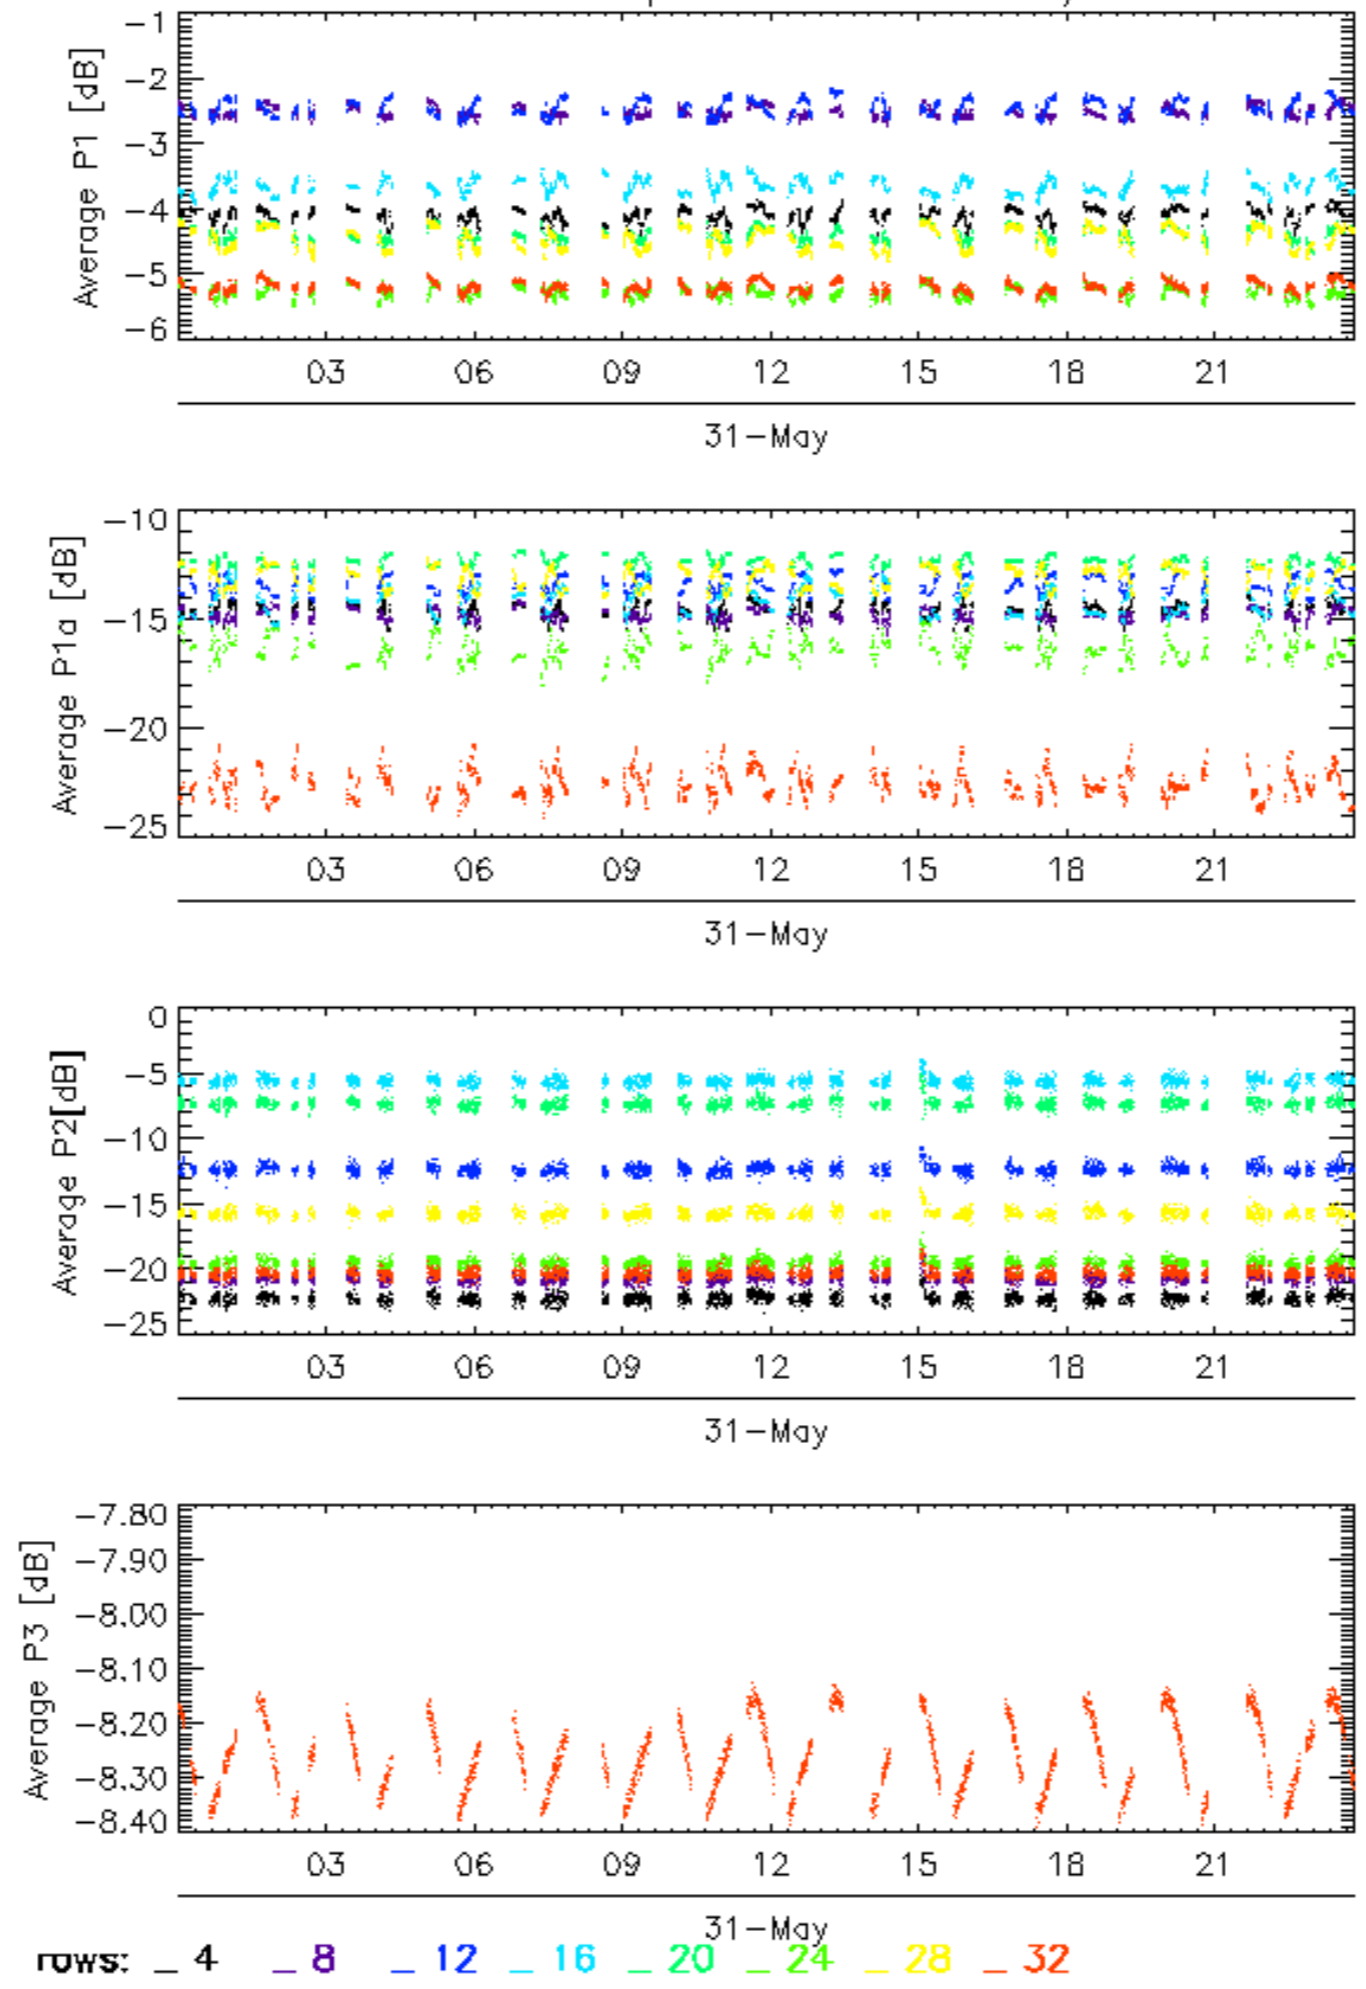 Average P1 [dB]
-1
-2
-3
-4
-5
-6
03 06 09 12 15 18 21
31-May
Average P1a [dB]
-10
-15
-20
-25
03 06 09 12 15 18 21
31-May
Average P2[dB]
0
-5
-10
-15
-20
-25
03 06 09 12 15 18 21
31-May
Average P3 [dB]
-7.80
-7.90
-8.00
-8.10
-8.20
-8.30
-8.40
03 06 09 12 15 18 21
31-May
rows: _ 4 _ 8 _ 12 _ 16 _ 20 _ 24 _ 28 _ 32